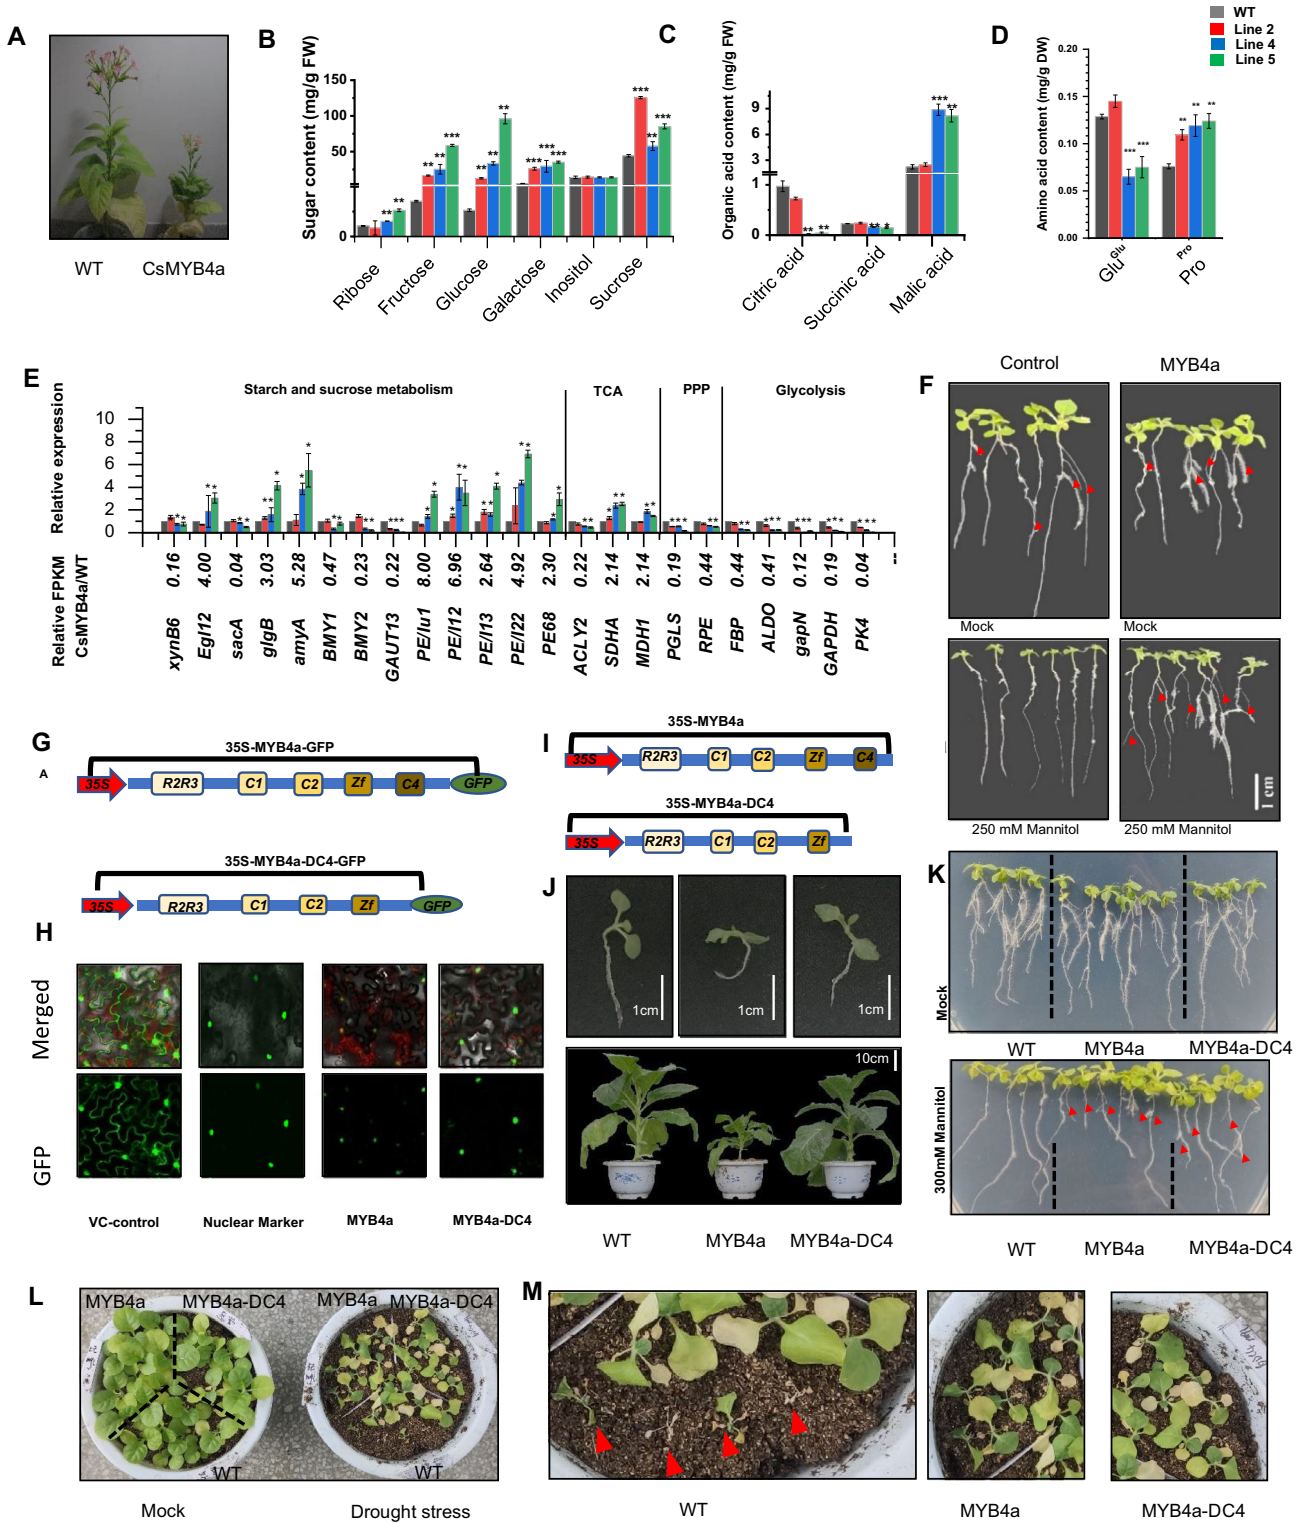 A
WT
CsMYB4a
B
Sugar content (mg/g FW)
150
100
50
0
** ** ** ** *** ** ** ** *** *** *** *** ** ***
Ribose
Fructose
Glucose
Galactose
Inositol
Sucrose
C
Organic acid content (mg/g FW)
9
6
3
1
0
** ** ** * *** **
Citric acid
Succinic acid
Malic acid
D
WT
Line 2
Line 4
Line 5
Amino acid content (mg/g DW)
0.20
0.15
0.10
0.05
0.00
*** *** ** ** **
Glu
Pro
Glu
Pro
E
Starch and sucrose metabolism
TCA
PPP
Glycolysis
Relative expression
10
8
6
4
2
0
Relative FPKM
CsMYB4a/WT
0.16 4.00 0.04 3.03 5.28 0.47 0.23 0.22 8.00 6.96 2.64 4.92 2.30 0.22 2.14 2.14 0.19 0.44 0.44 0.41 0.12 0.19 0.04
xynB6 Egl12 sacA glgB amyA BMY1 BMY2 GAUT13 PE/lu1 PE/l12 PE/l13 PE/l22 PE68 ACLY2 SDHA MDH1 PGLS RPE FBP ALDO gapN GAPDH PK4
F
Control
MYB4a
Mock
Mock
1 cm
250 mM Mannitol
250 mM Mannitol
G
A
35S-MYB4a-GFP
35S R2R3 C1 C2 Zf C4 GFP
35S-MYB4a-DC4-GFP
35S R2R3 C1 C2 Zf GFP
H
Merged
GFP
VC-control
Nuclear Marker
MYB4a
MYB4a-DC4
I
35S-MYB4a
35S R2R3 C1 C2 Zf C4
35S-MYB4a-DC4
35S R2R3 C1 C2 Zf
J
1cm
1cm
1cm
10cm
WT
MYB4a
MYB4a-DC4
K
Mock
WT
MYB4a
MYB4a-DC4
300mM Mannitol
WT
MYB4a
MYB4a-DC4
L
MYB4a
MYB4a-DC4
WT
MYB4a
MYB4a-DC4
WT
Mock
Drought stress
M
WT
MYB4a
MYB4a-DC4